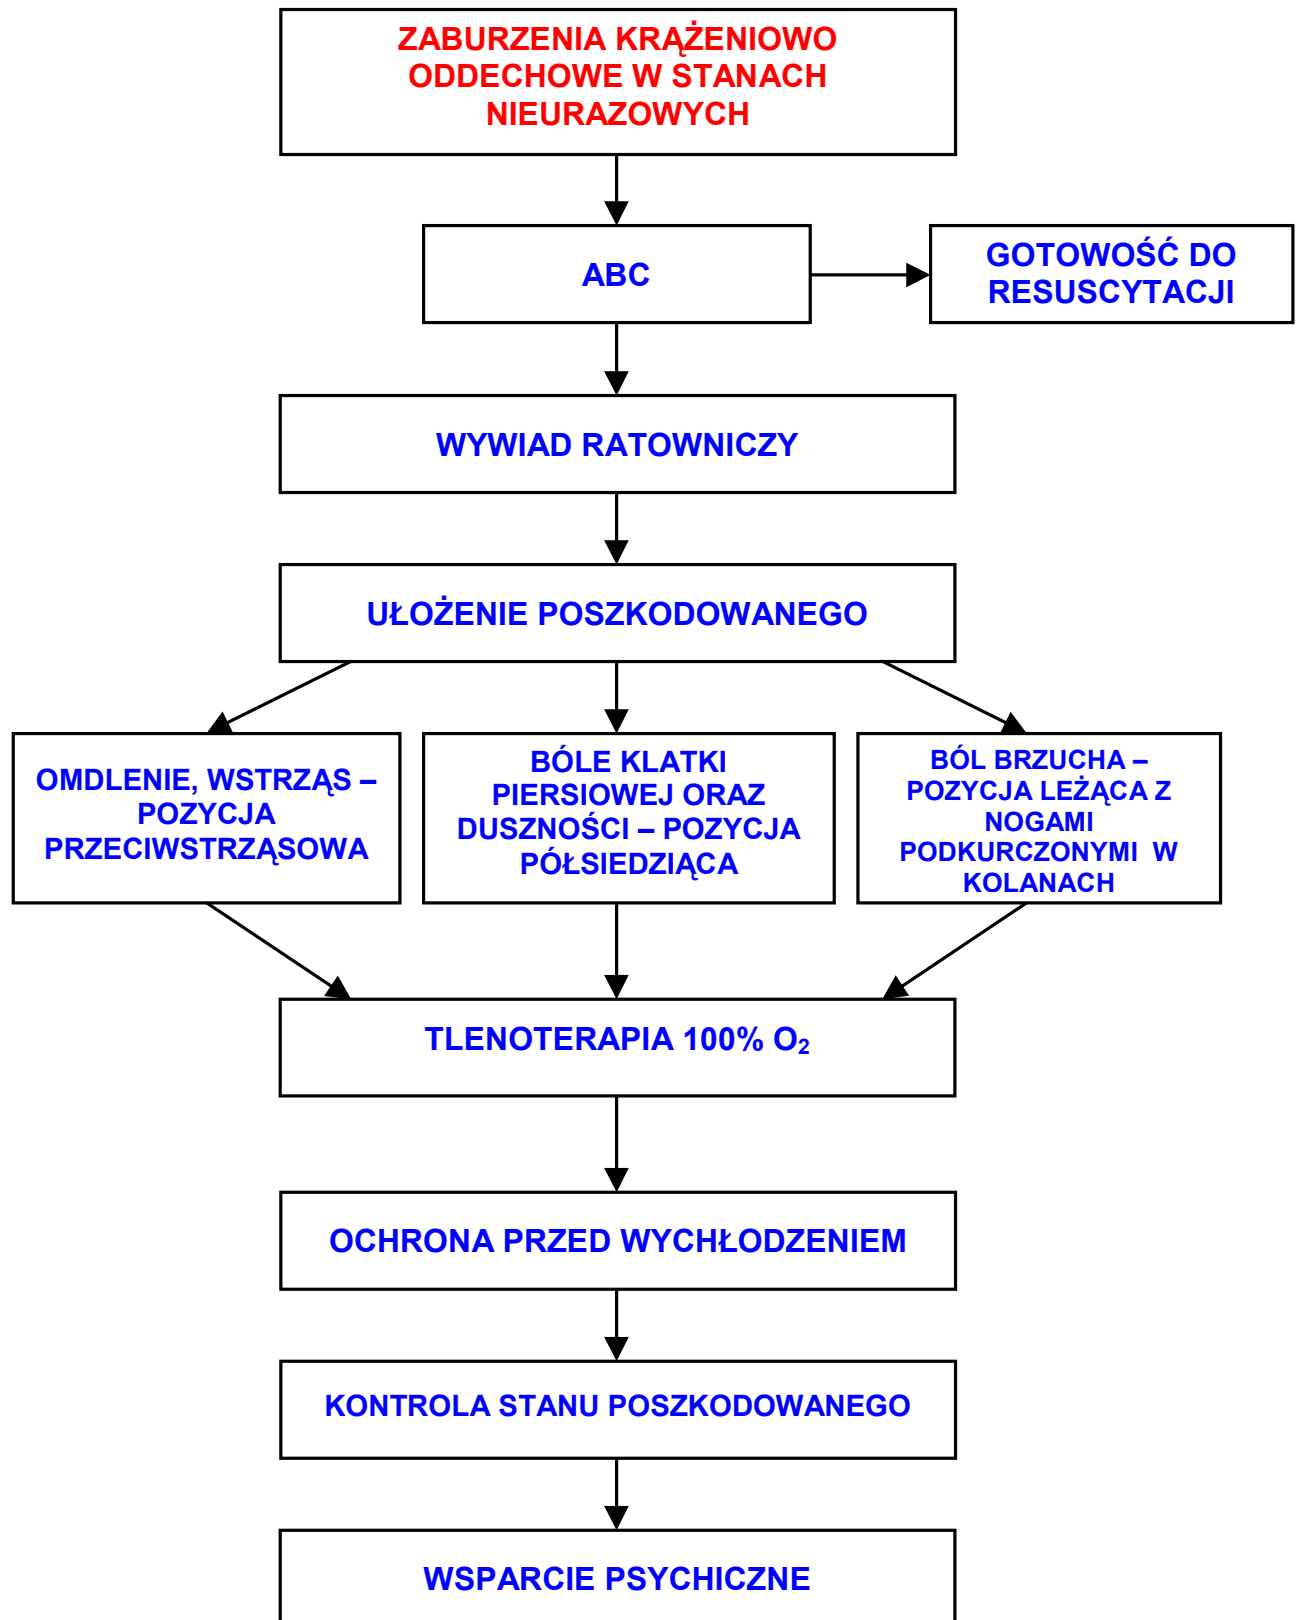 ZABURZENIA KRĄŻENIOWO
ODDECHOWE W STANACH
NIEURAZOWYCH
ABC
GOTOWOŚĆ DO
RESUSCYTACJI
WYWIAD RATOWNICZY
UŁOŻENIE POSZKODOWANEGO
OMDLENIE, WSTRZĄS –
POZYCJA
PRZECIWSTRZĄSOWA
BÓLE KLATKI
PIERSIOWEJ ORAZ
DUSZNOŚCI – POZYCJA
PÓŁSIEDZIĄCA
BÓL BRZUCHA –
POZYCJA LEŻĄCA Z
NOGAMI
PODKURCZONYMI W
KOLANACH
TLENOTERAPIA 100% O₂
OCHRONA PRZED WYCHŁODZENIEM
KONTROLA STANU POSZKODOWANEGO
WSPARCIE PSYCHICZNE